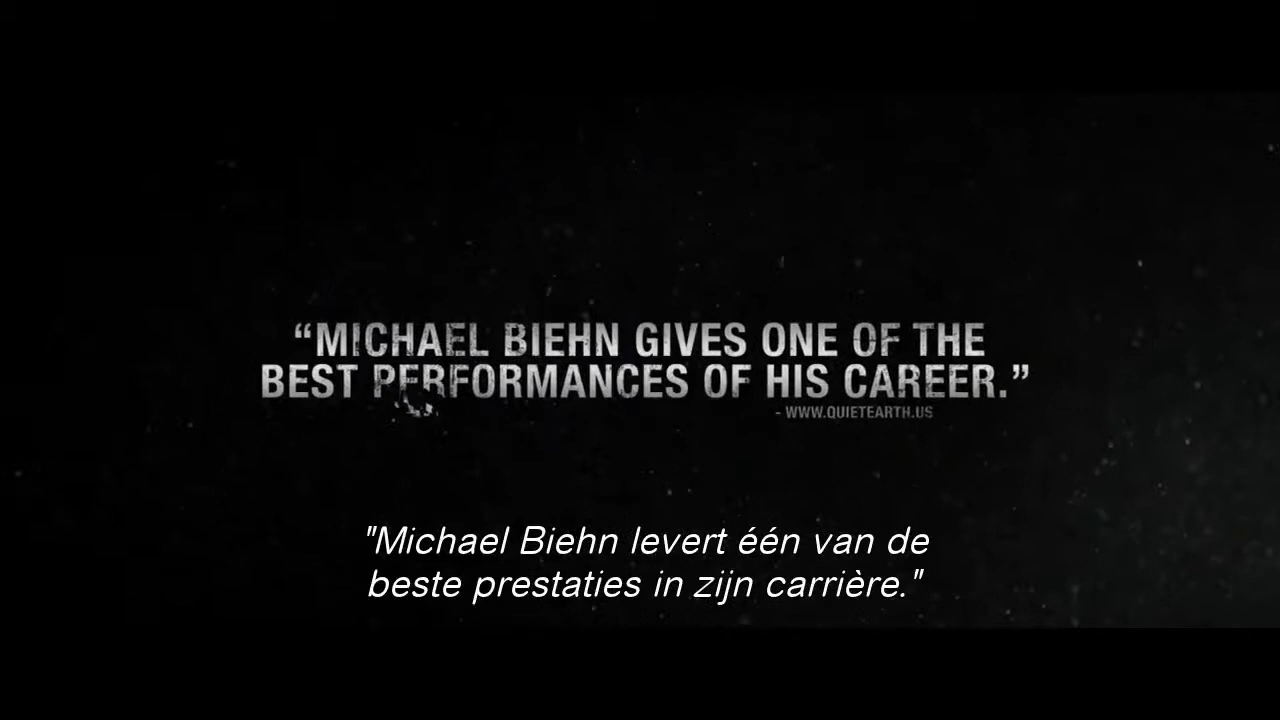 “MICHAEL BIEHN GIVES ONE OF THE
BEST PERFORMANCES OF HIS CAREER.”
- WWW.QUIETEARTH.US
"Michael Biehn levert één van de
beste prestaties in zijn carrière."